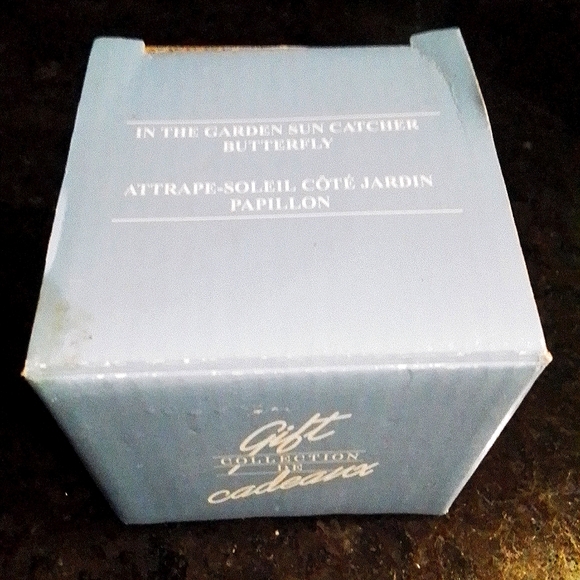 IN THE GARDEN SUN CATCHER
BUTTERFLY
ATTRAPE-SOLEIL CÔTÉ JARDIN
PAPILLON
Gift
COLLECTION
DE
cadeaux